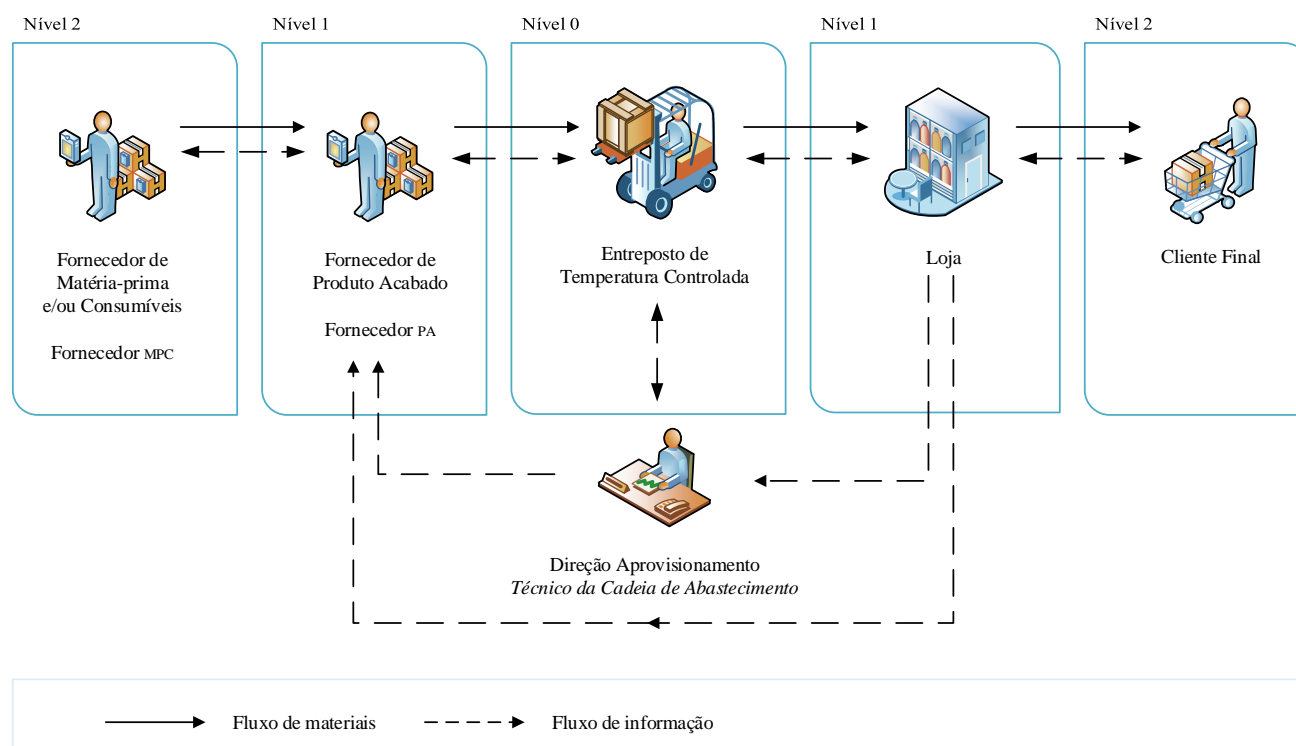 Nível 2
Nível 1
Nível 0
Nível 1
Nível 2
Fornecedor de
Matéria-prima
e/ou Consumíveis
Fornecedor MPC
Fornecedor de
Produto Acabado
Fornecedor PA
Entreposto de
Temperatura Controlada
Loja
Cliente Final
Direção Aprovisionamento
Técnico da Cadeia de Abastecimento
Fluxo de materiais
Fluxo de informação